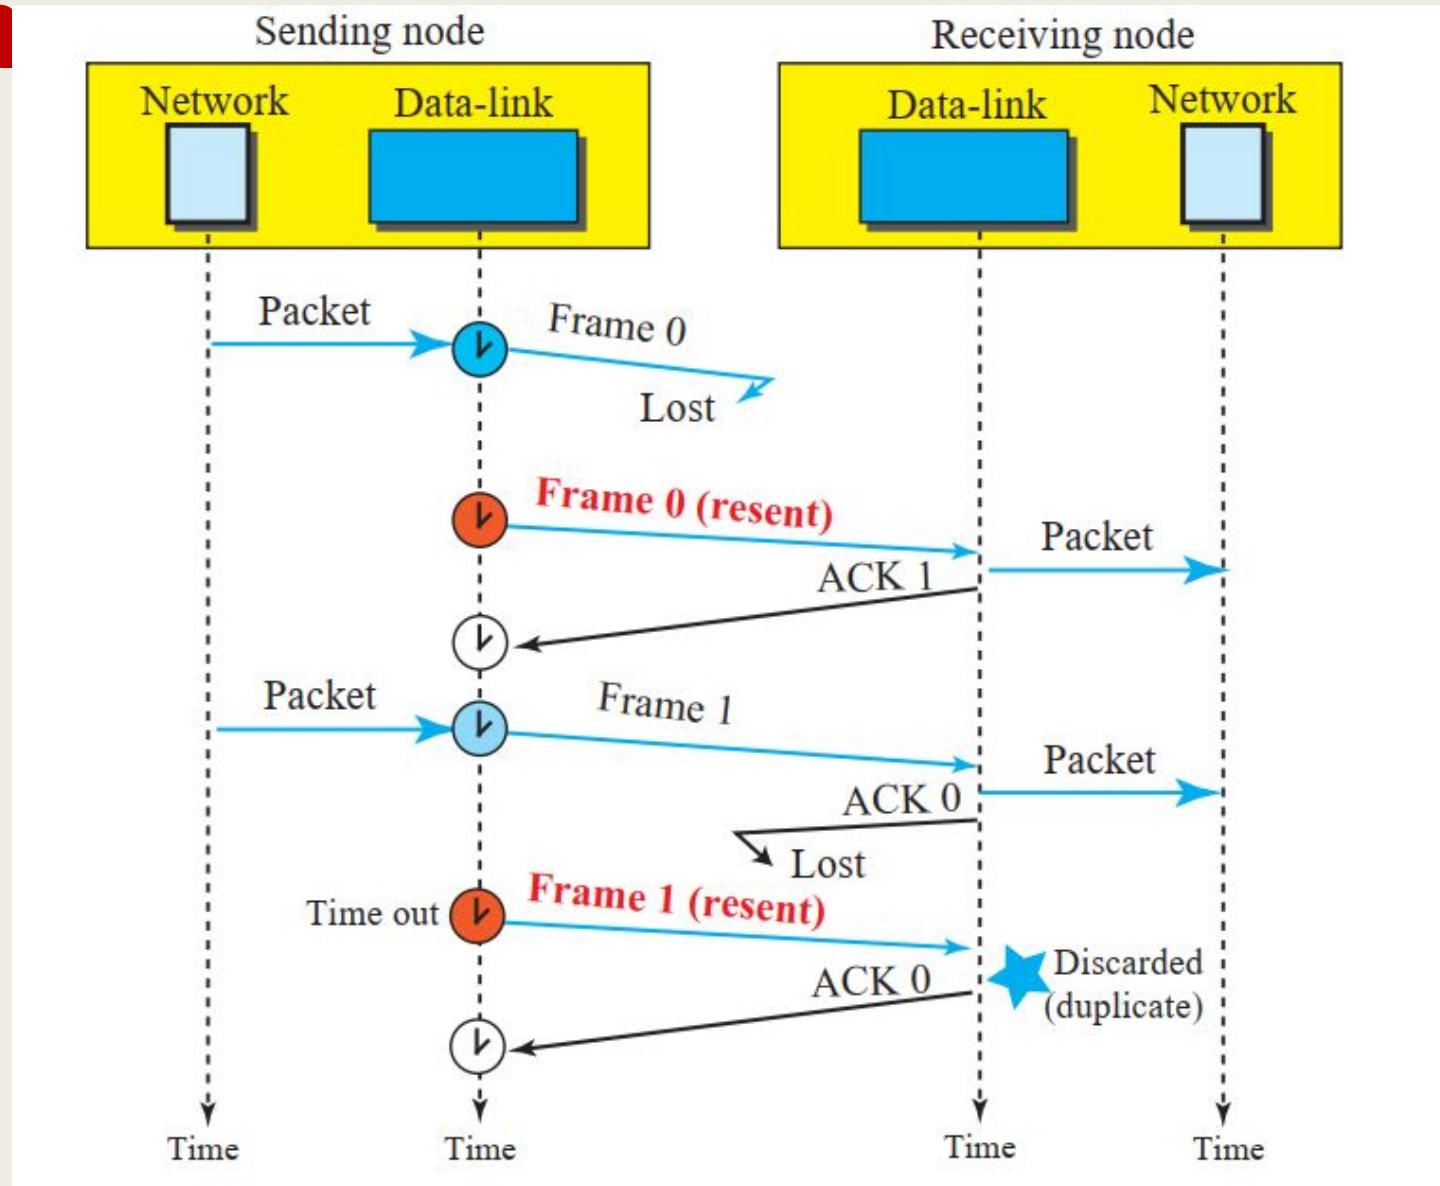 Sending node
Receiving node
Network
Data-link
Data-link
Network
Packet
Frame 0
Lost
Frame 0 (resent)
Packet
ACK 1
Packet
Frame 1
Packet
ACK 0
Lost
Time out
Frame 1 (resent)
Discarded
(duplicate)
ACK 0
Time
Time
Time
Time